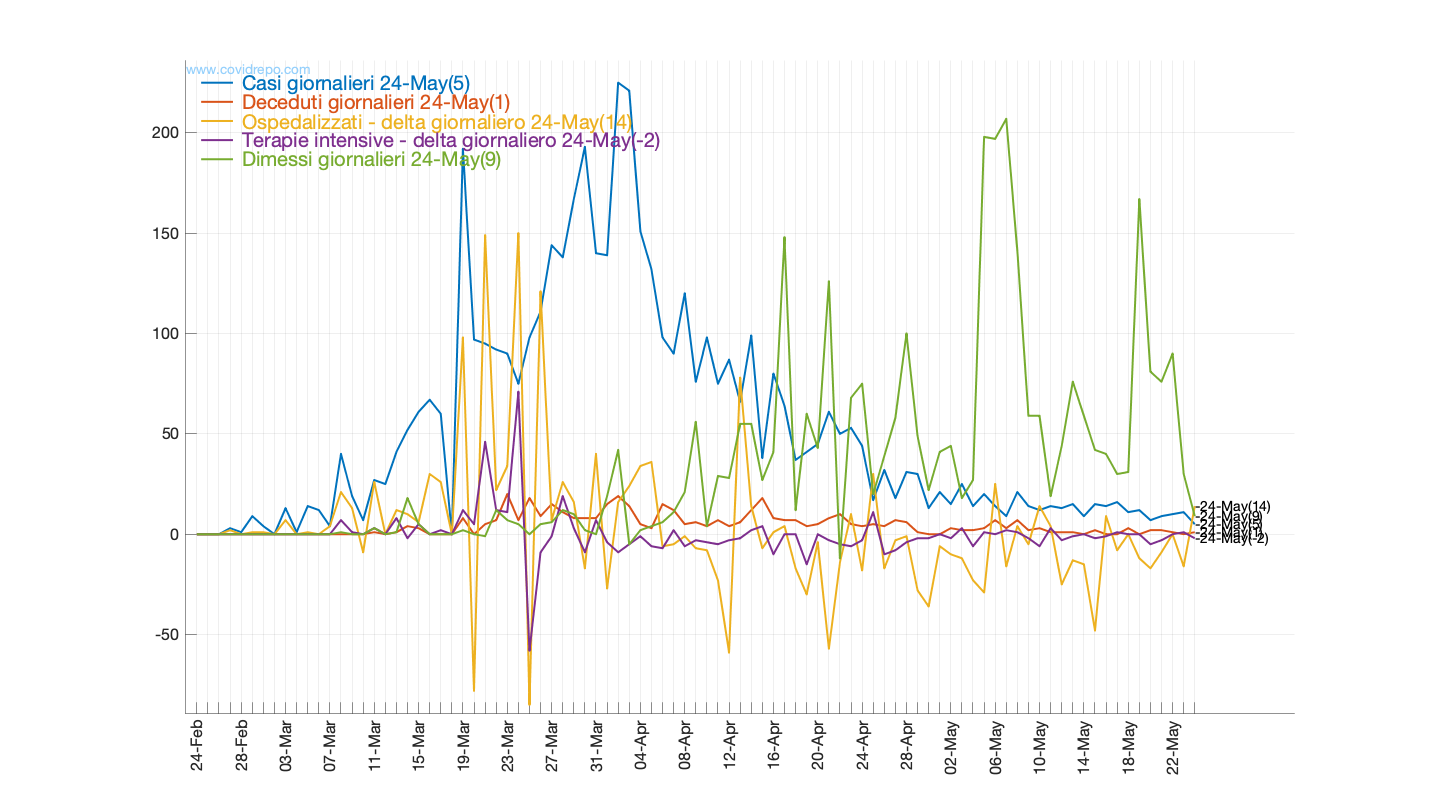 www.covidrepo.com
Casi giornalieri 24-May(5)
Deceduti giornalieri 24-May(1)
Ospedalizzati - delta giornaliero 24-May(14)
Terapie intensive - delta giornaliero 24-May(-2)
Dimessi giornalieri 24-May(9)
200
150
100
50
0
-50
-24-May(14)
-24-May(9)
-24-May(5)
-24-May(1)
-24-May(-2)
24-Feb
28-Feb
03-Mar
07-Mar
11-Mar
15-Mar
19-Mar
23-Mar
27-Mar
31-Mar
04-Apr
08-Apr
12-Apr
16-Apr
20-Apr
24-Apr
28-Apr
02-May
06-May
10-May
14-May
18-May
22-May